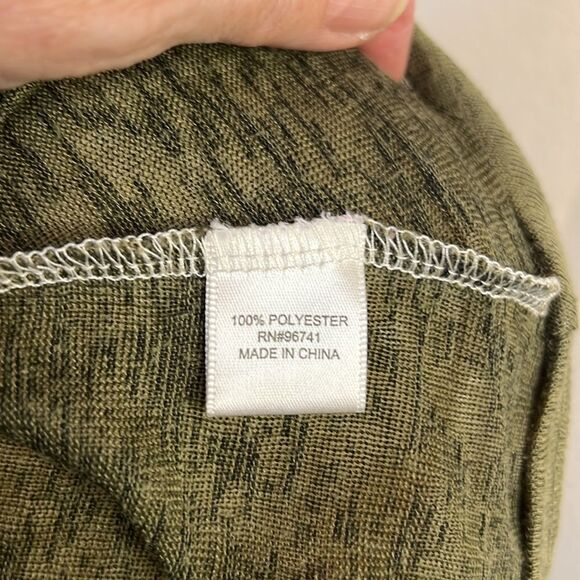 100% POLYESTER
RN#96741
MADE IN CHINA